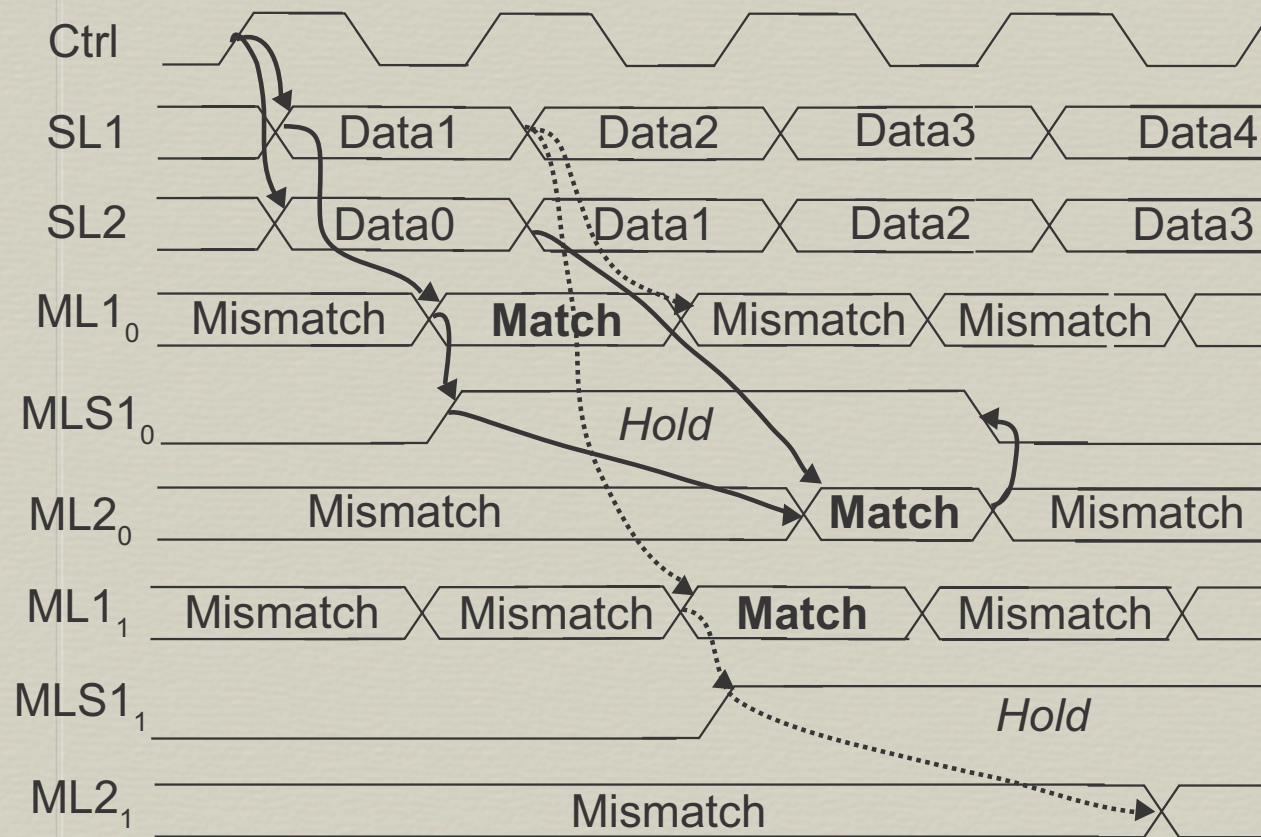 Ctrl
SL1 Data1 Data2 Data3 Data4
SL2 Data0 Data1 Data2 Data3
ML1₀ Mismatch Match Mismatch Mismatch
MLS1₀ Hold
ML2₀ Mismatch Match Mismatch
ML1₁ Mismatch Mismatch Match Mismatch
MLS1₁ Hold
ML2₁ Mismatch